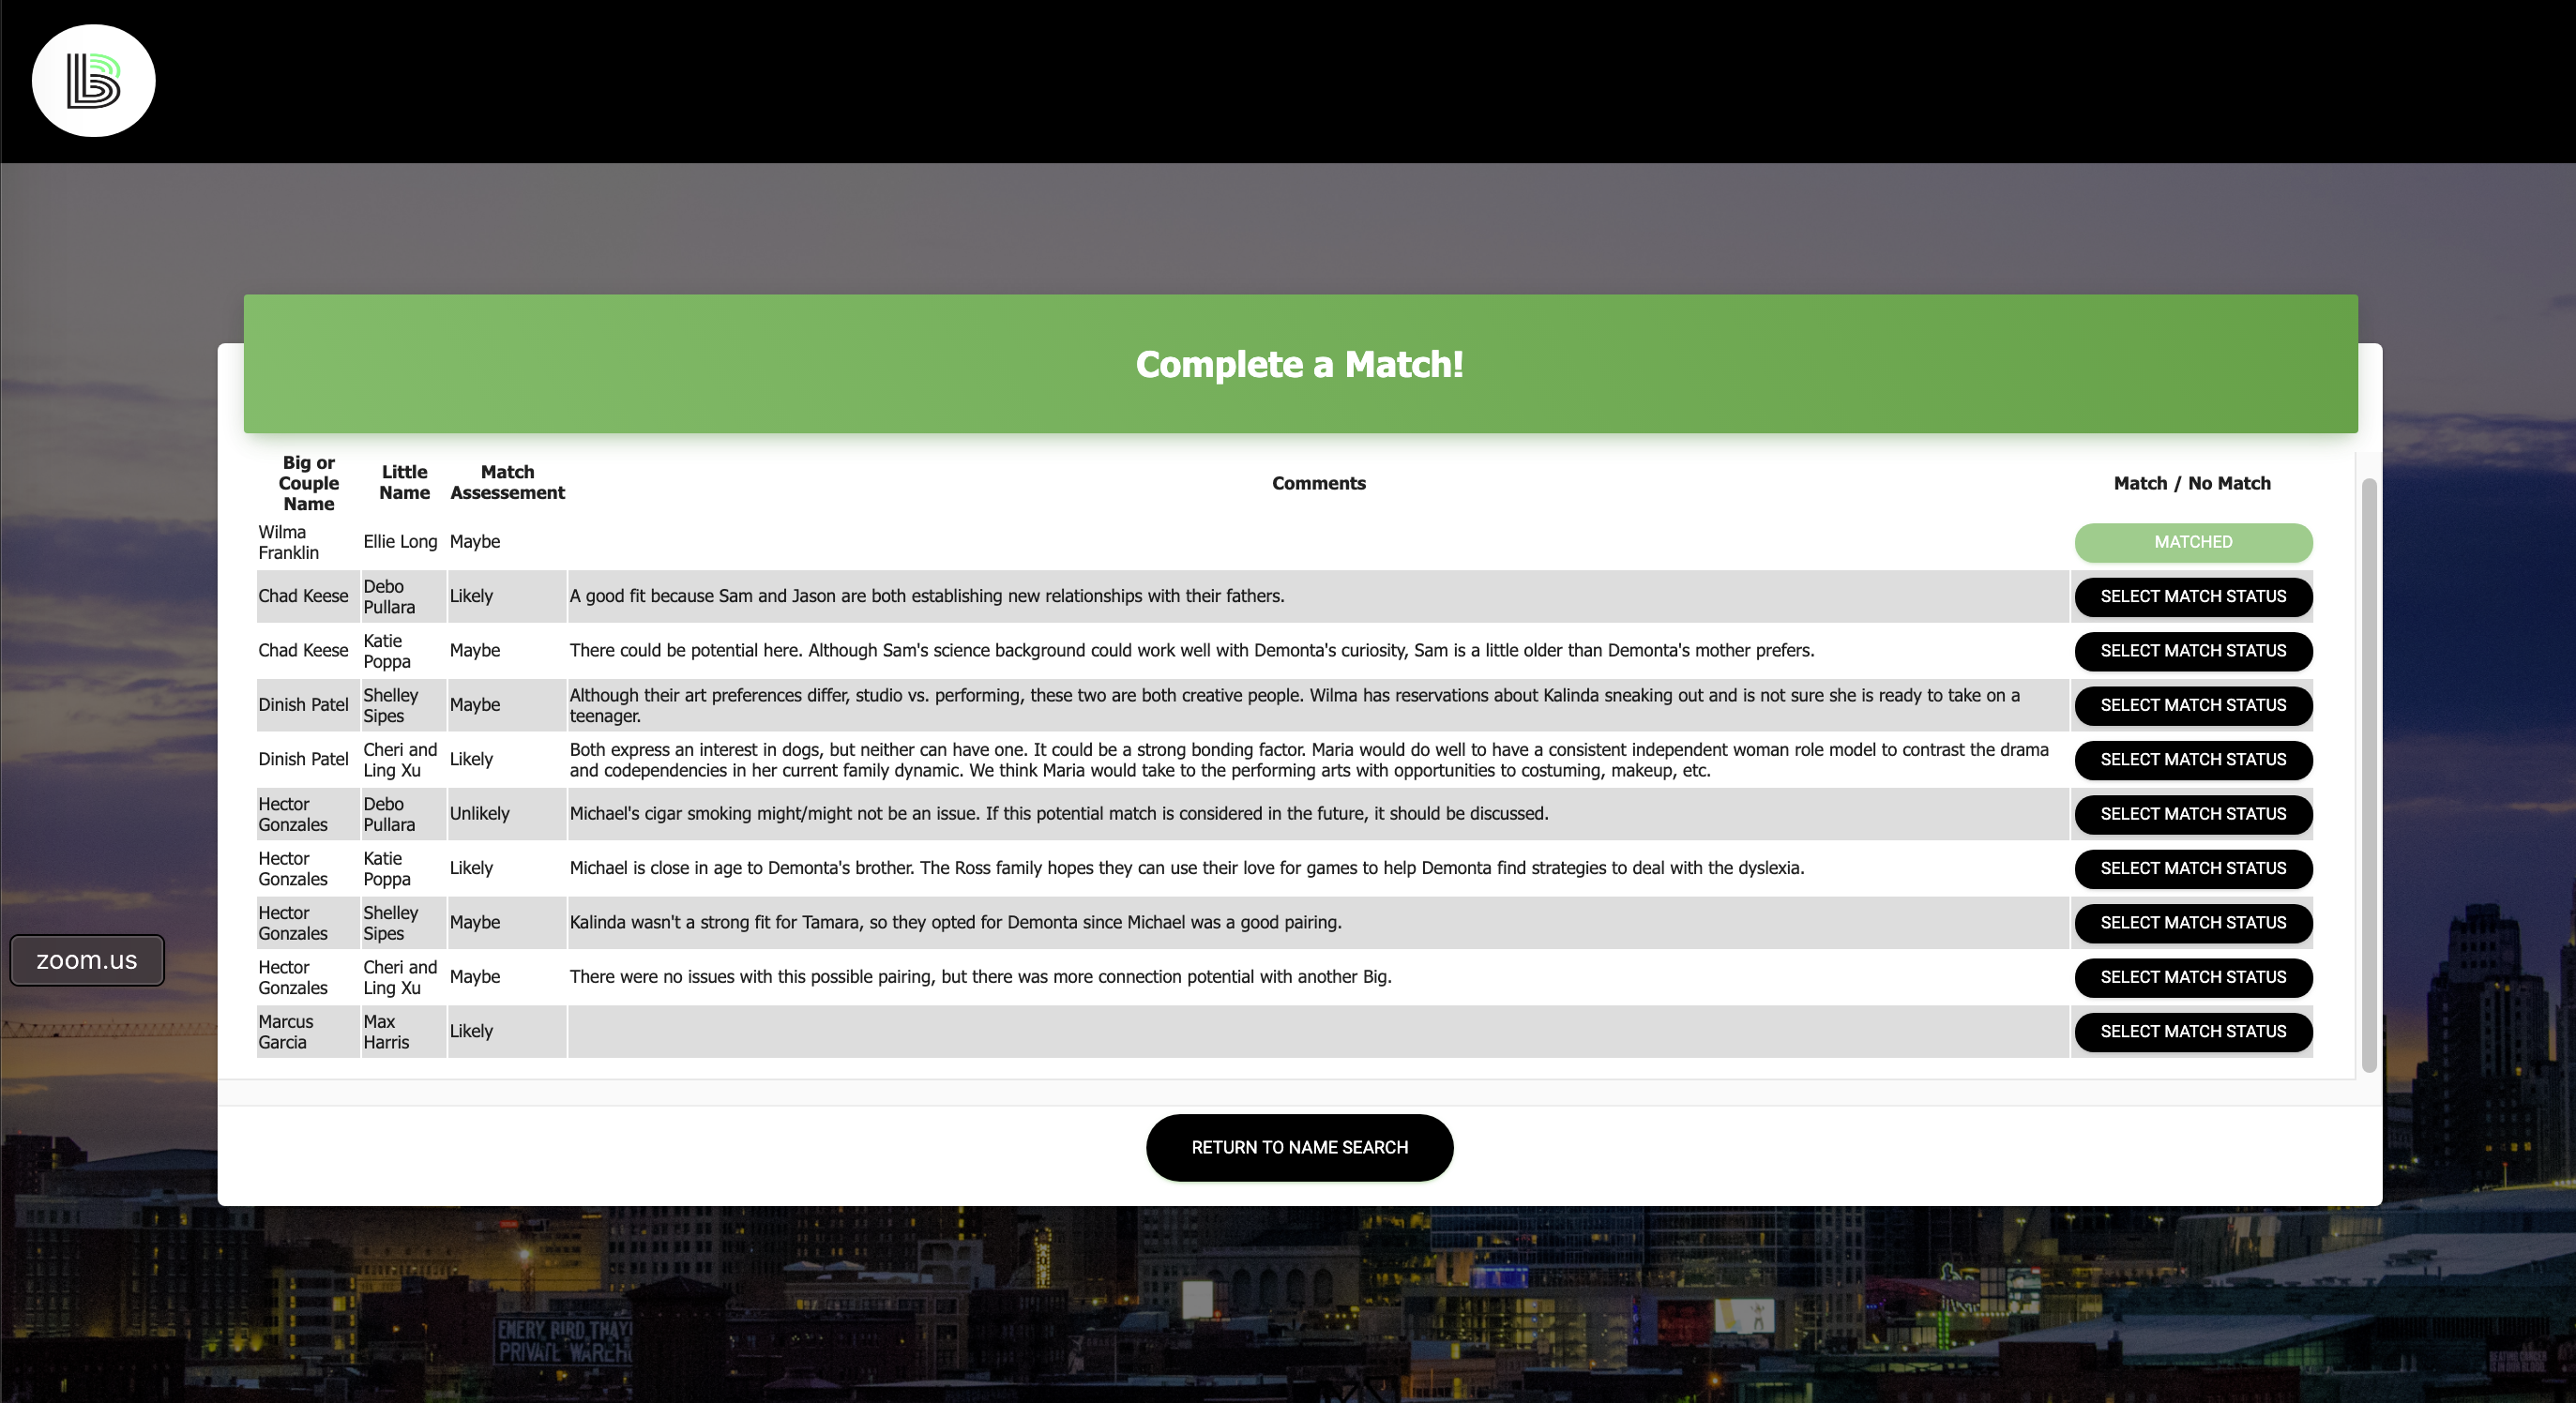 Complete a Match!
Big or Couple Name Little Name Match Assessement Comments Match / No Match
Wilma Franklin Ellie Long Maybe MATCHED
Chad Keese Debo Pullara Likely A good fit because Sam and Jason are both establishing new relationships with their fathers. SELECT MATCH STATUS
Chad Keese Katie Poppa Maybe There could be potential here. Although Sam's science background could work well with Demonta's curiosity, Sam is a little older than Demonta's mother prefers. SELECT MATCH STATUS
Dinish Patel Shelley Sipes Maybe Although their art preferences differ, studio vs. performing, these two are both creative people. Wilma has reservations about Kalinda sneaking out and is not sure she is ready to take on a teenager. SELECT MATCH STATUS
Dinish Patel Cheri and Ling Xu Likely Both express an interest in dogs, but neither can have one. It could be a strong bonding factor. Maria would do well to have a consistent independent woman role model to contrast the drama and codependencies in her current family dynamic. We think Maria would take to the performing arts with opportunities to costuming, makeup, etc. SELECT MATCH STATUS
Hector Gonzales Debo Pullara Unlikely Michael's cigar smoking might/might not be an issue. If this potential match is considered in the future, it should be discussed. SELECT MATCH STATUS
Hector Gonzales Katie Poppa Likely Michael is close in age to Demonta's brother. The Ross family hopes they can use their love for games to help Demonta find strategies to deal with the dyslexia. SELECT MATCH STATUS
Hector Gonzales Shelley Sipes Maybe Kalinda wasn't a strong fit for Tamara, so they opted for Demonta since Michael was a good pairing. SELECT MATCH STATUS
zoom.us
Hector Gonzales Cheri and Ling Xu Maybe There were no issues with this possible pairing, but there was more connection potential with another Big. SELECT MATCH STATUS
Marcus Garcia Max Harris Likely SELECT MATCH STATUS
RETURN TO NAME SEARCH
EMERY BIRD THAY
PRIVATE WAREH